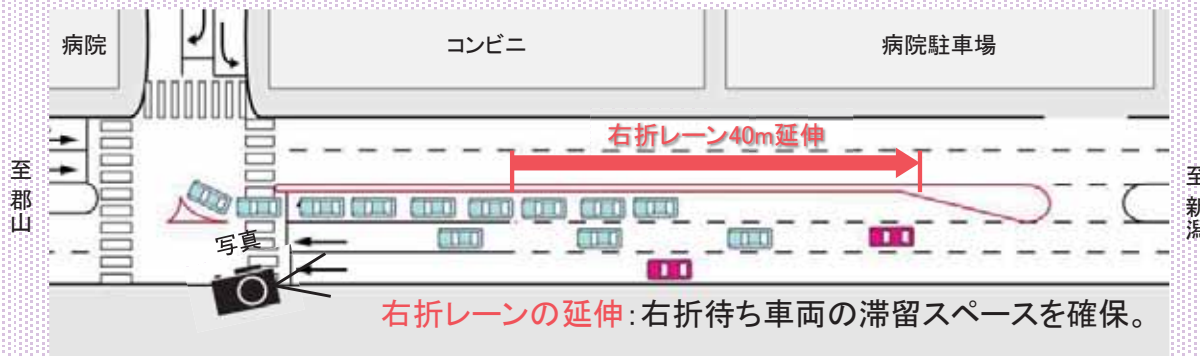 病院
コンビニ
病院駐車場
右折レーン40m延伸
至郡山
至新潟
写真
右折レーンの延伸:右折待ち車両の滞留スペースを確保。